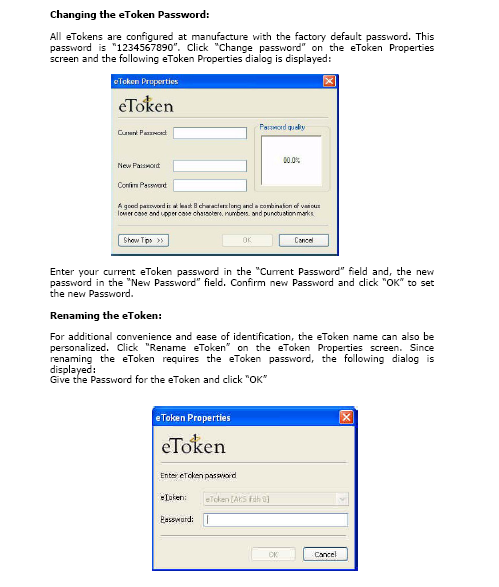 Changing the eToken Password:
All eTokens are configured at manufacture with the factory default password. This
password is "1234567890". Click "Change password" on the eToken Properties
screen and the following eToken Properties dialog is displayed:
eToken Properties
eToken
Current Password:
Password quality
00.0%
New Password:
Confirm Password:
A good password is at least 8 characters long and a combination of various
lower case and upper case characters, numbers, and punctuation marks.
Show Tips >>
OK
Cancel
Enter your current eToken password in the "Current Password" field and, the new
password in the "New Password" field. Confirm new Password and click "OK" to set
the new Password.
Renaming the eToken:
For additional convenience and ease of identification, the eToken name can also be
personalized. Click "Rename eToken" on the eToken Properties screen. Since
renaming the eToken requires the eToken password, the following dialog is
displayed:
Give the Password for the eToken and click "OK"
eToken Properties
eToken
Enter eToken password
eToken:
eToken [AKS ifdh 0]
Password:
OK
Cancel